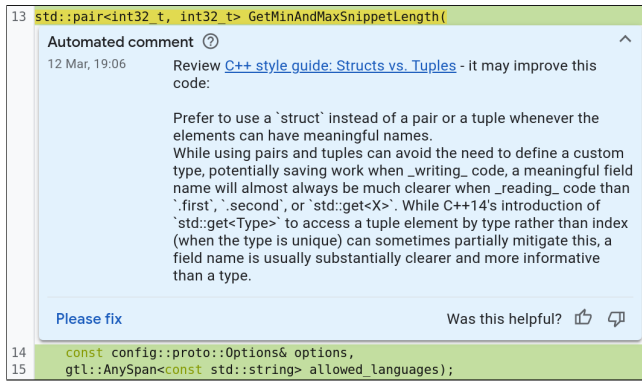 13 std::pair<int32_t, int32_t> GetMinAndMaxSnippetLength(
Automated comment ?
12 Mar, 19:06 Review C++ style guide: Structs vs. Tuples - it may improve this
code:
Prefer to use a `struct` instead of a pair or a tuple whenever the
elements can have meaningful names.
While using pairs and tuples can avoid the need to define a custom
type, potentially saving work when _writing_ code, a meaningful field
name will almost always be much clearer when _reading_ code than
`.first`, `.second`, or `std::get<X>`. While C++14's introduction of
`std::get<Type>` to access a tuple element by type rather than index
(when the type is unique) can sometimes partially mitigate this, a
field name is usually substantially clearer and more informative
than a type.
Please fix Was this helpful?
14 const config::proto::Options& options,
15 gtl::AnySpan<const std::string> allowed_languages);